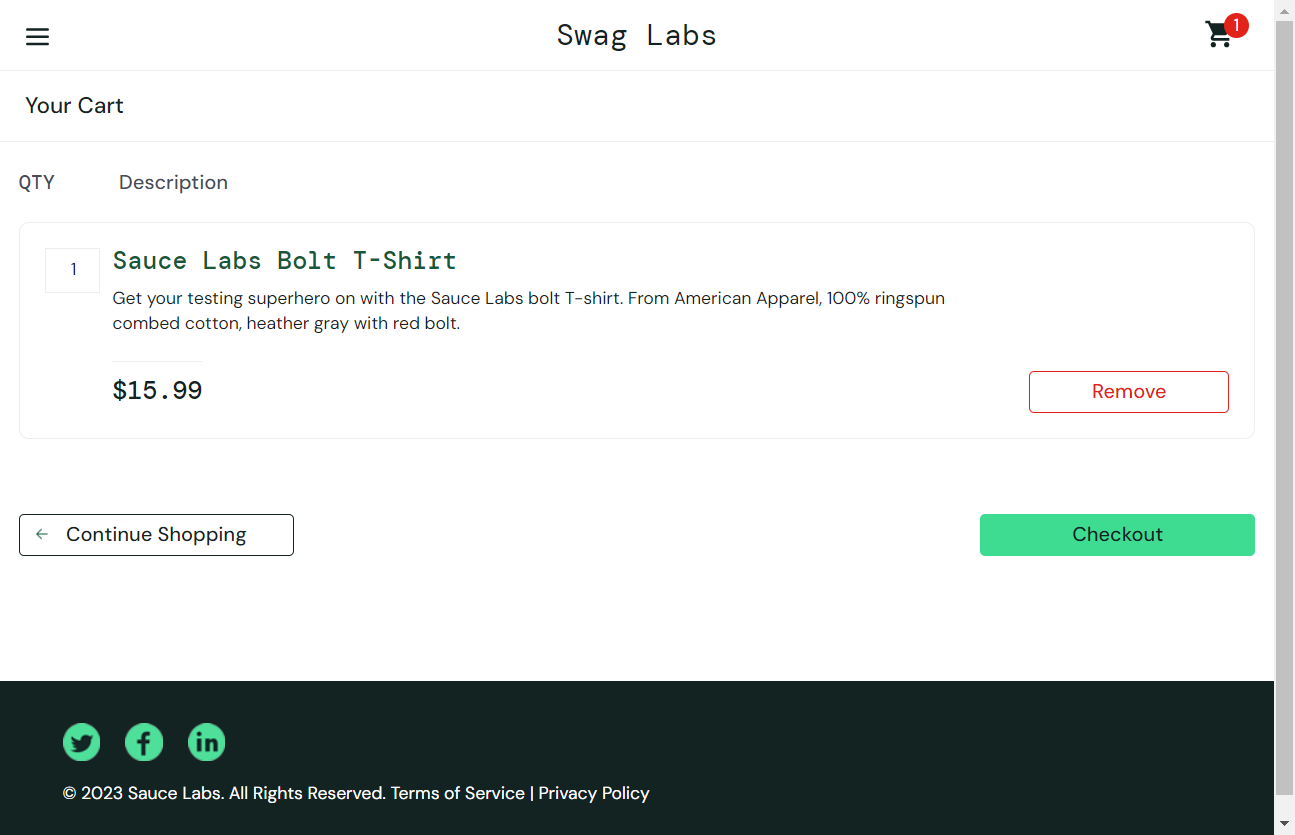 Swag Labs
1
Your Cart
QTY Description
1
Sauce Labs Bolt T-Shirt
Get your testing superhero on with the Sauce Labs bolt T-shirt. From American Apparel, 100% ringspun
combed cotton, heather gray with red bolt.
$15.99
Remove
Continue Shopping
Checkout
© 2023 Sauce Labs. All Rights Reserved. Terms of Service | Privacy Policy